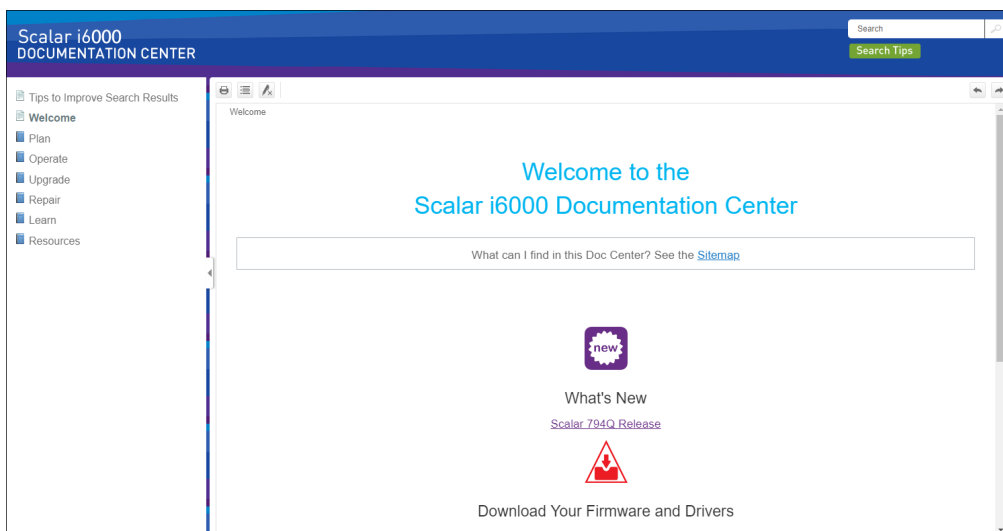 Scalar i6000
DOCUMENTATION CENTER
Search
Search Tips
Tips to Improve Search Results
Welcome
Plan
Operate
Upgrade
Repair
Learn
Resources
Welcome
Welcome to the
Scalar i6000 Documentation Center
What can I find in this Doc Center? See the Sitemap
new
What's New
Scalar 794Q Release
Download Your Firmware and Drivers